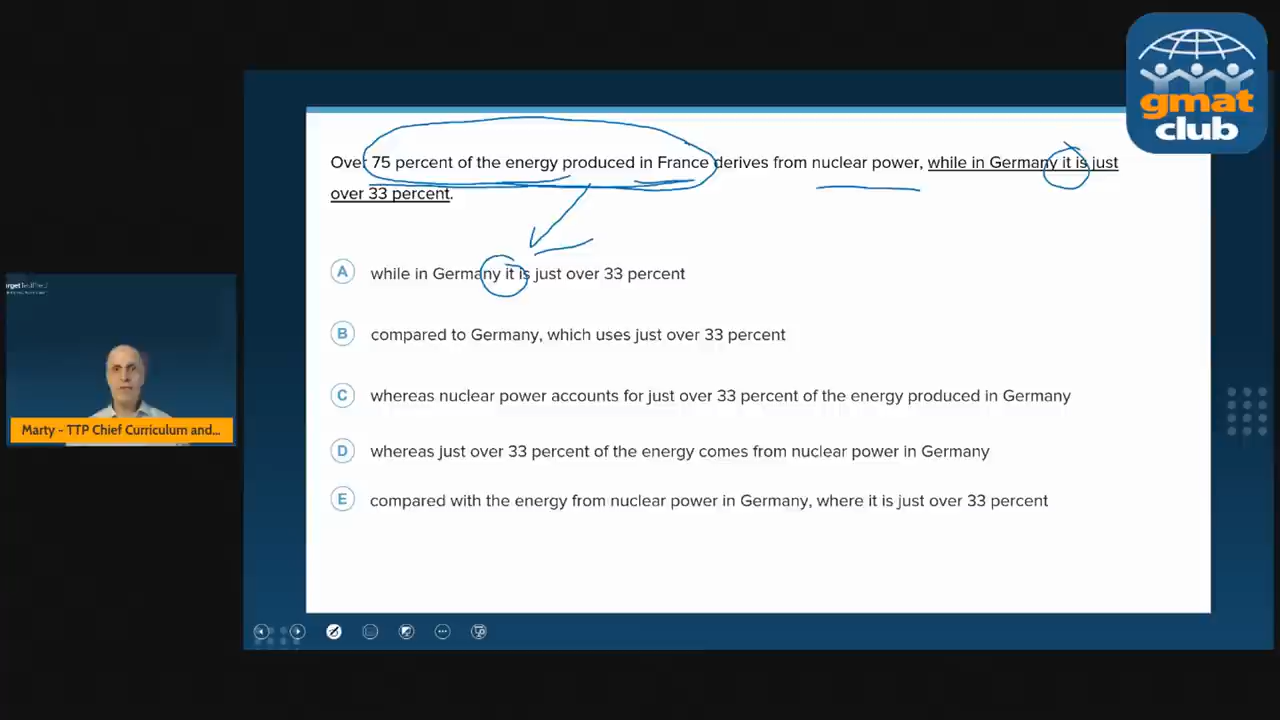 gmat
club
Over 75 percent of the energy produced in France derives from nuclear power, while in Germany it is just
over 33 percent.
A while in Germany it is just over 33 percent
B compared to Germany, which uses just over 33 percent
C whereas nuclear power accounts for just over 33 percent of the energy produced in Germany
D whereas just over 33 percent of the energy comes from nuclear power in Germany
E compared with the energy from nuclear power in Germany, where it is just over 33 percent
Marty - TTP Chief Curriculum and...